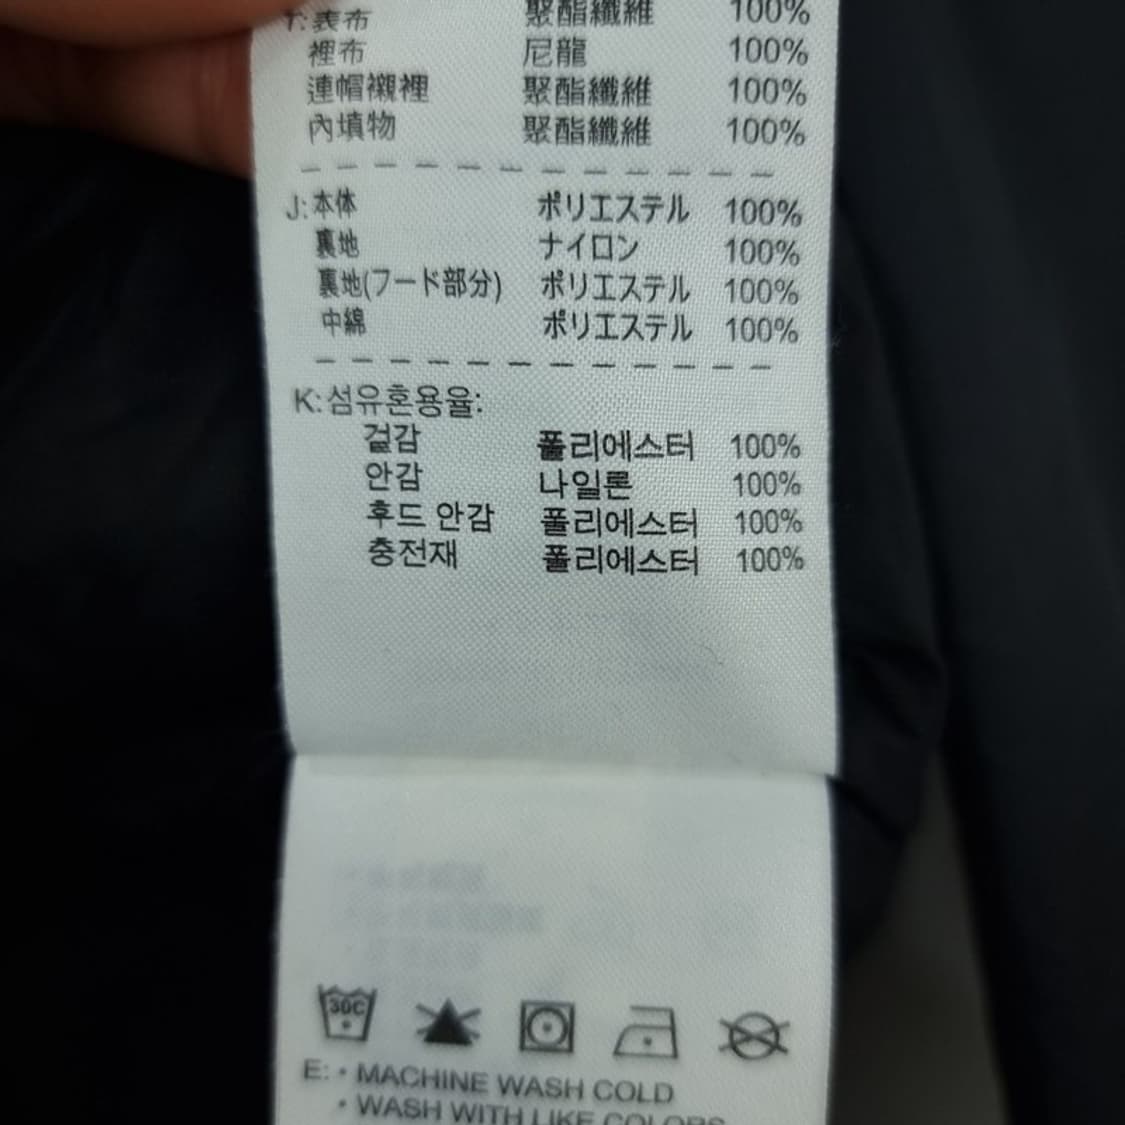 T:表布 聚酯纖維 100%
裡布 尼龍 100%
連帽襯裡 聚酯纖維 100%
內填物 聚酯纖維 100%
J:本体 ポリエステル 100%
裏地 ナイロン 100%
裏地(フード部分) ポリエステル 100%
中綿 ポリエステル 100%
K:섬유혼용율:
겉감 폴리에스터 100%
안감 나일론 100%
후드 안감 폴리에스터 100%
충전재 폴리에스터 100%
30C
E: • MACHINE WASH COLD
• WASH WITH LIKE COLORS